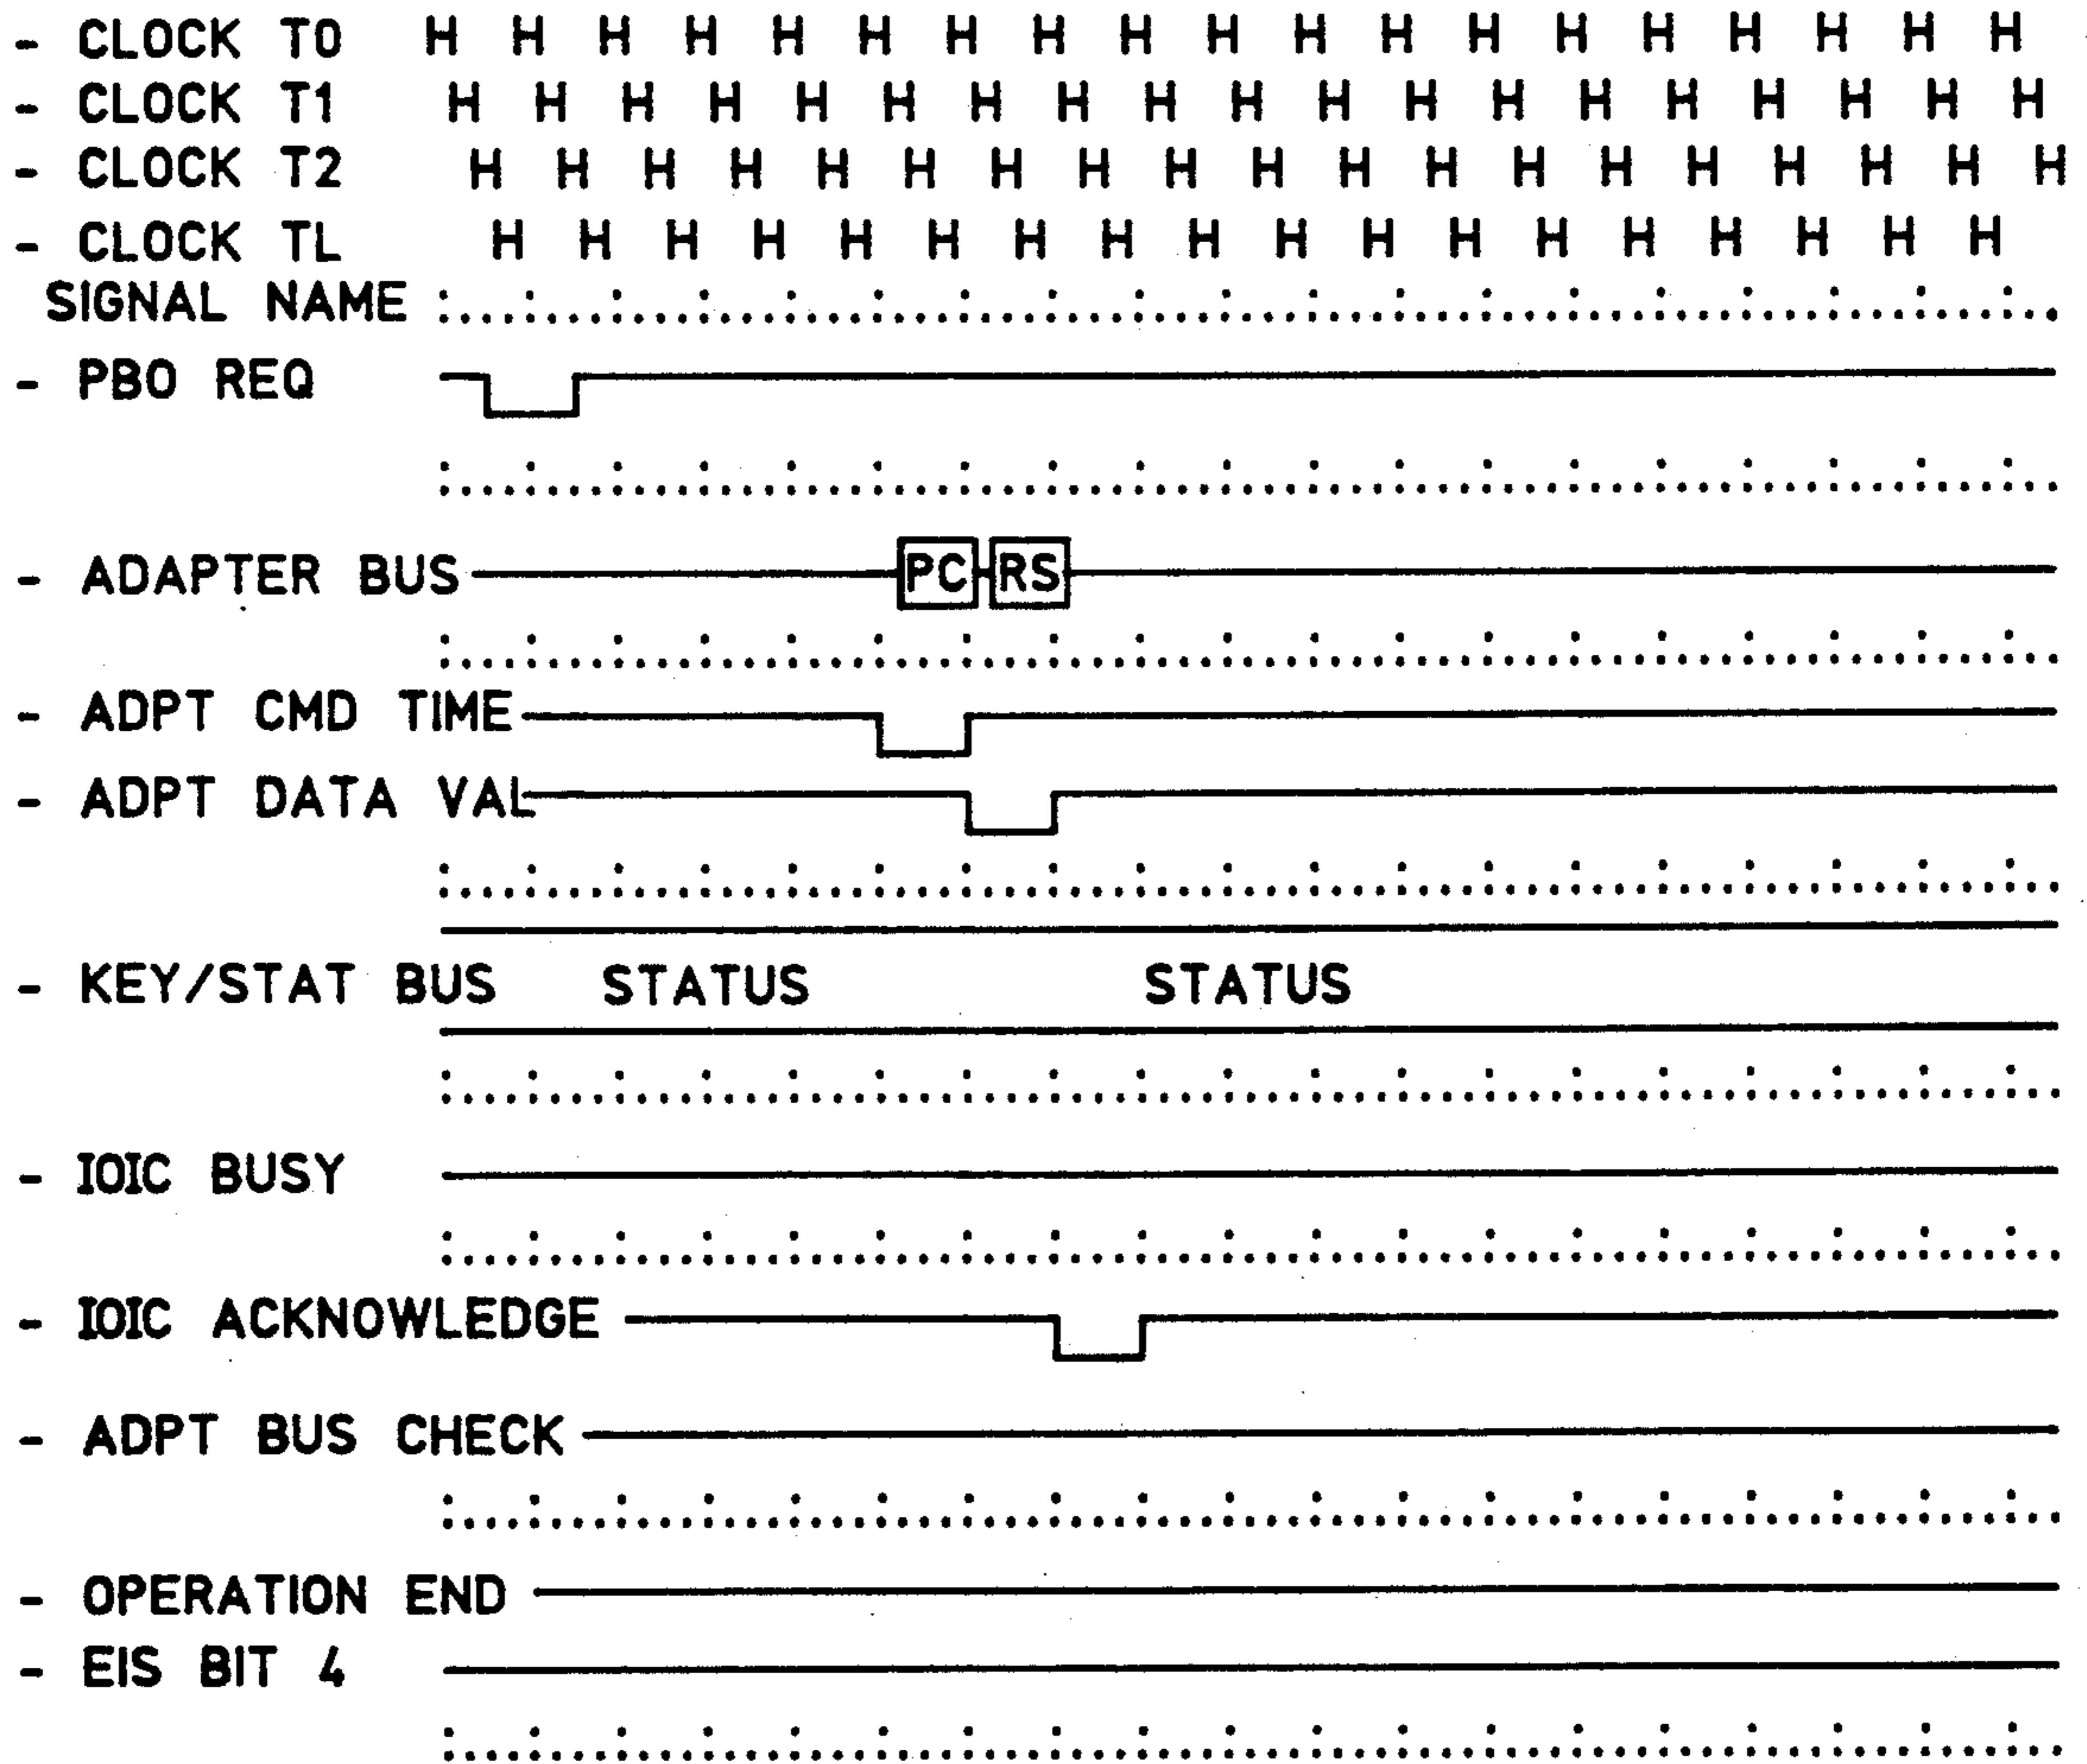 - CLOCK T0 H H H H H H H H H H H H H H H H H H H
- CLOCK T1 H H H H H H H H H H H H H H H H H H H
- CLOCK T2 H H H H H H H H H H H H H H H H H H H
- CLOCK TL H H H H H H H H H H H H H H H H H H
SIGNAL NAME
- PBO REQ
- ADAPTER BUS PC RS
- ADPT CMD TIME
- ADPT DATA VAL
- KEY/STAT BUS STATUS STATUS
- IOIC BUSY
- IOIC ACKNOWLEDGE
- ADPT BUS CHECK
- OPERATION END
- EIS BIT 4